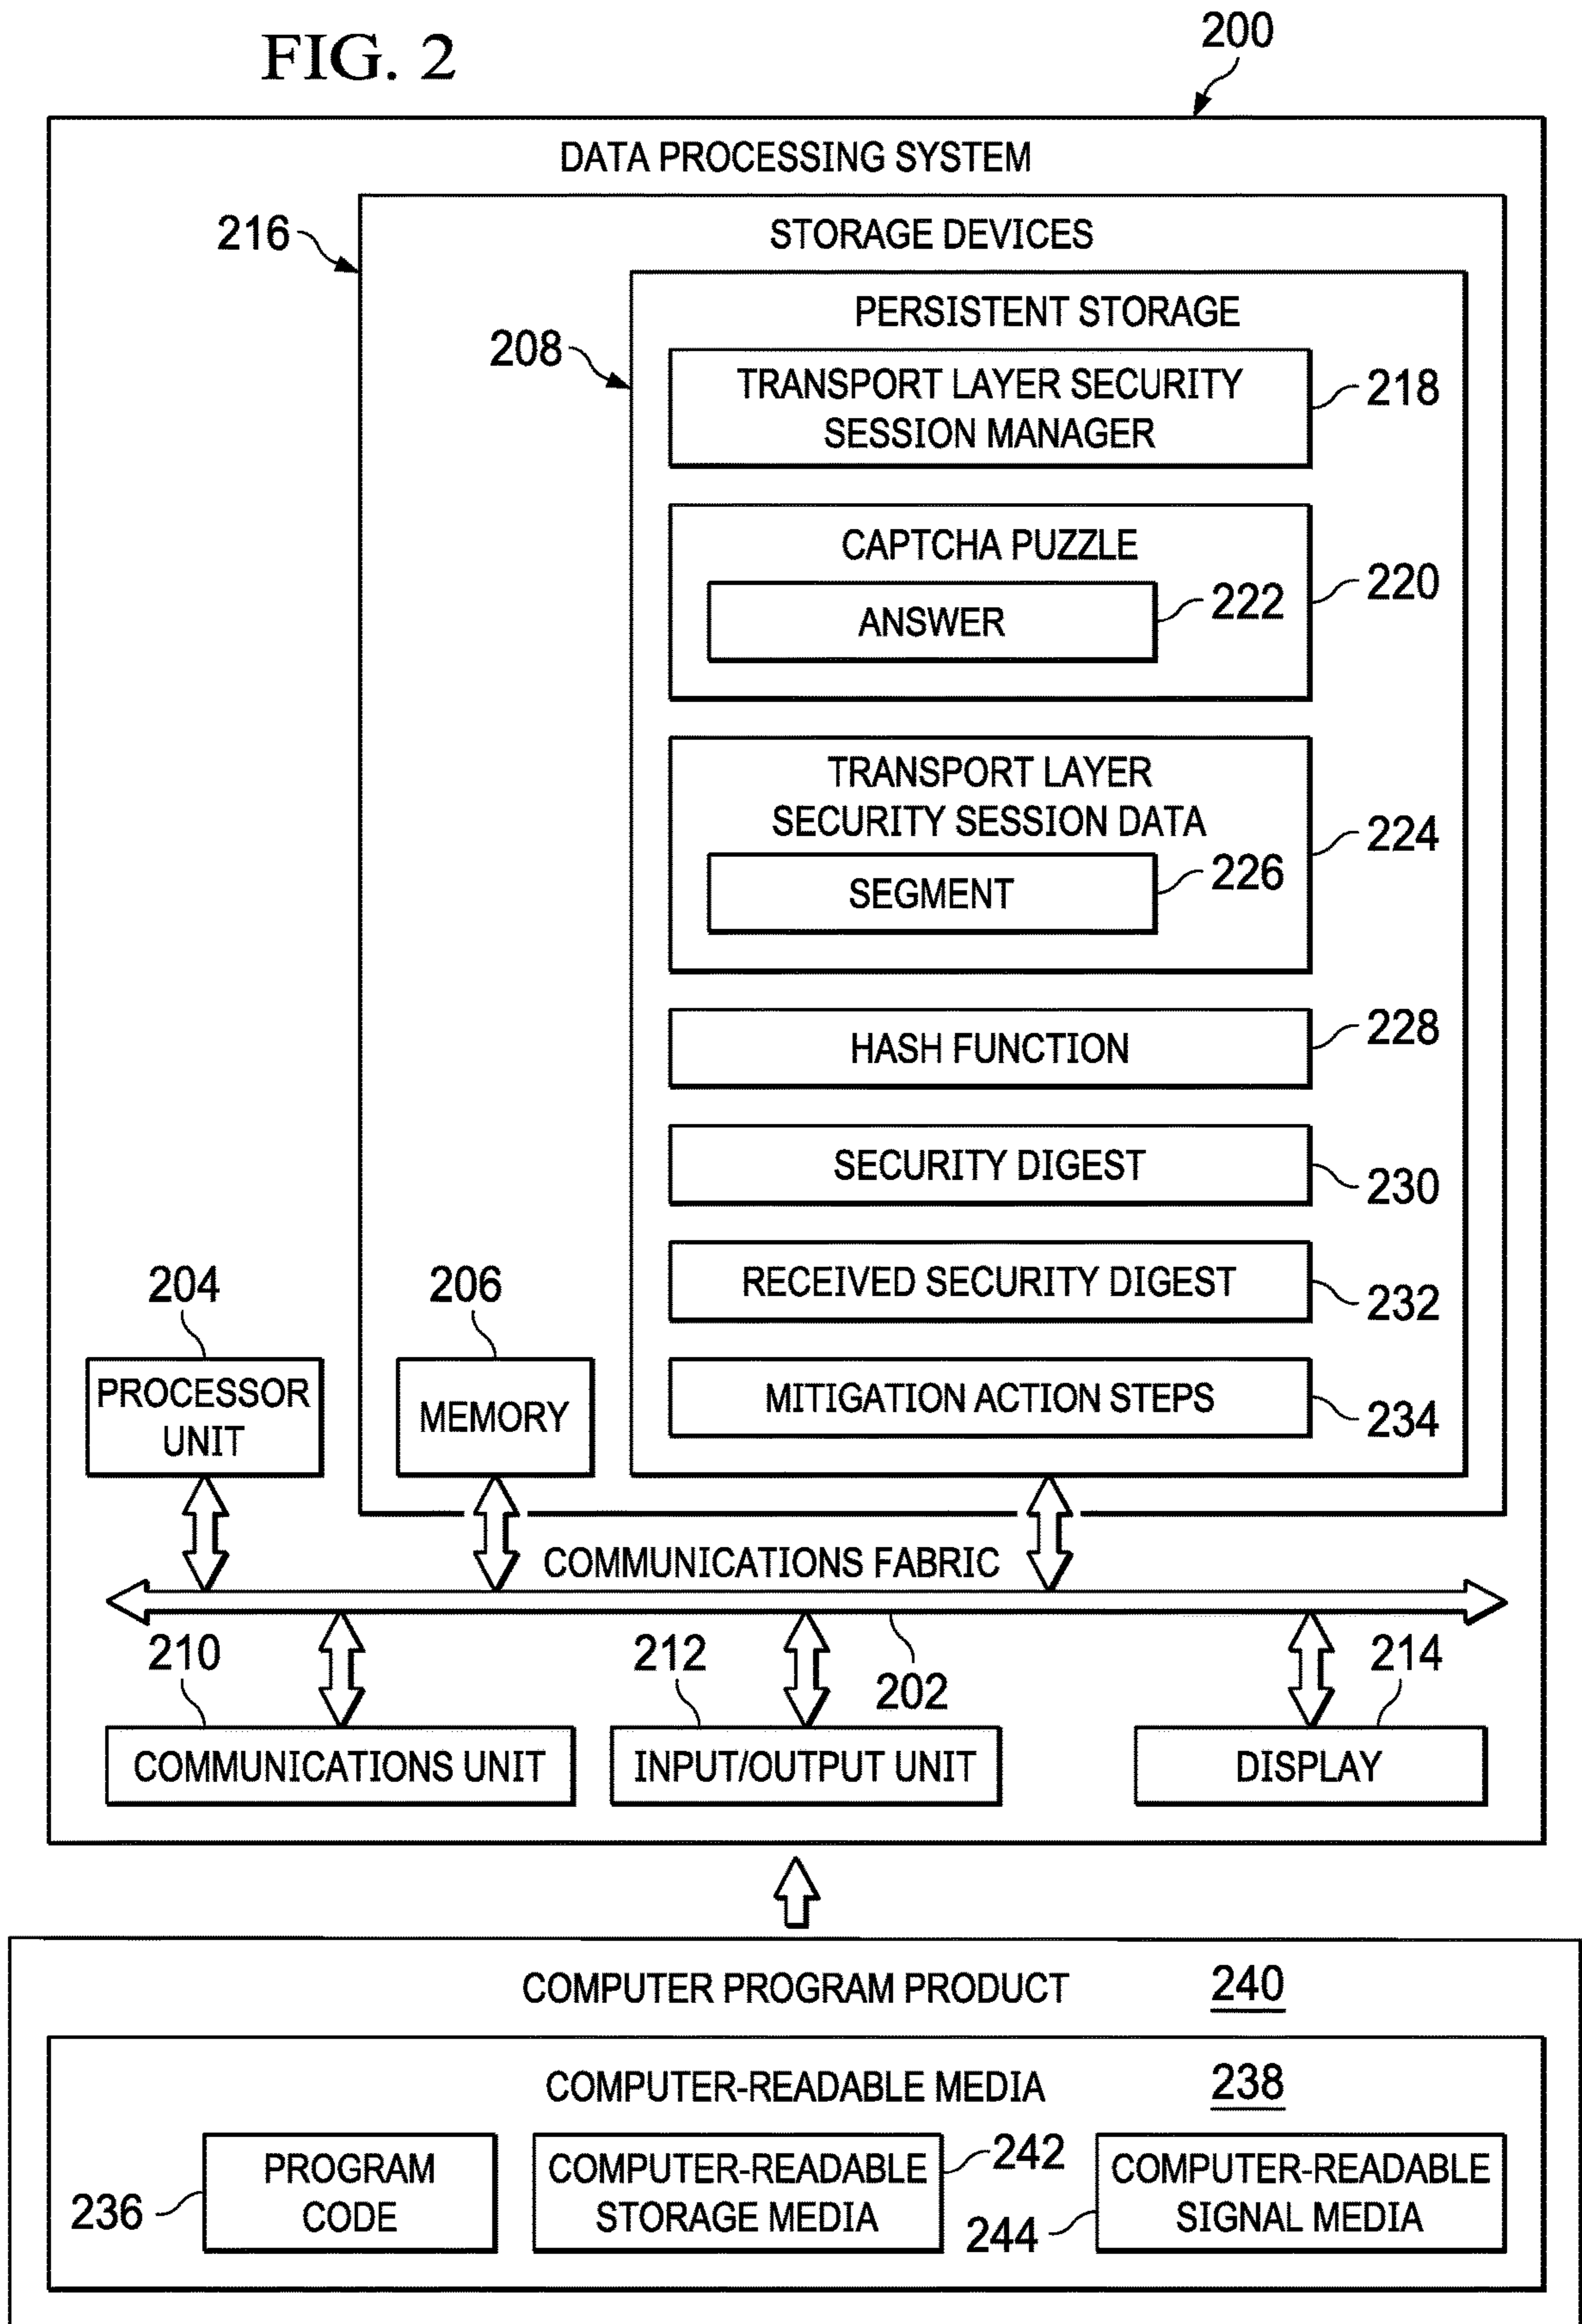 FIG. 2
200
DATA PROCESSING SYSTEM
216
STORAGE DEVICES
208
PERSISTENT STORAGE
TRANSPORT LAYER SECURITY
SESSION MANAGER
218
CAPTCHA PUZZLE
220
ANSWER
222
TRANSPORT LAYER
SECURITY SESSION DATA
224
SEGMENT
226
HASH FUNCTION
228
SECURITY DIGEST
230
RECEIVED SECURITY DIGEST
232
MITIGATION ACTION STEPS
234
204
PROCESSOR
UNIT
206
MEMORY
COMMUNICATIONS FABRIC
202
210
COMMUNICATIONS UNIT
212
INPUT/OUTPUT UNIT
214
DISPLAY
COMPUTER PROGRAM PRODUCT 240
COMPUTER-READABLE MEDIA 238
236
PROGRAM
CODE
COMPUTER-READABLE
STORAGE MEDIA
242
244
COMPUTER-READABLE
SIGNAL MEDIA